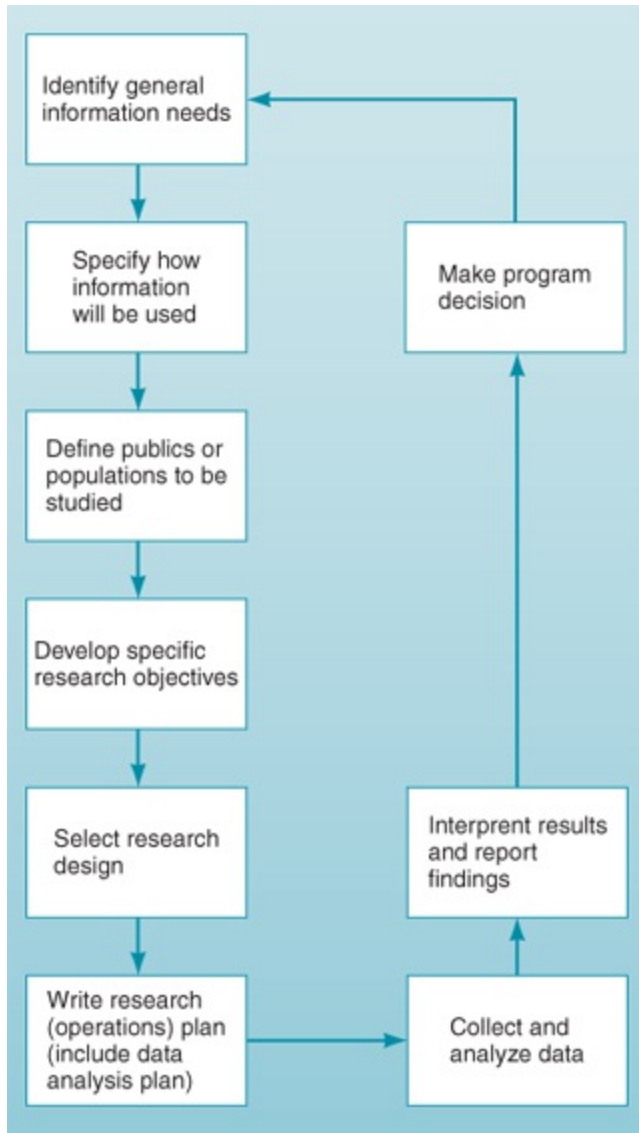 Identify general
information needs
Specify how
information
will be used
Define publics or
populations to be
studied
Develop specific
research objectives
Select research
design
Write research
(operations) plan
(include data
analysis plan)
Collect and
analyze data
Interprent results
and report
findings
Make program
decision